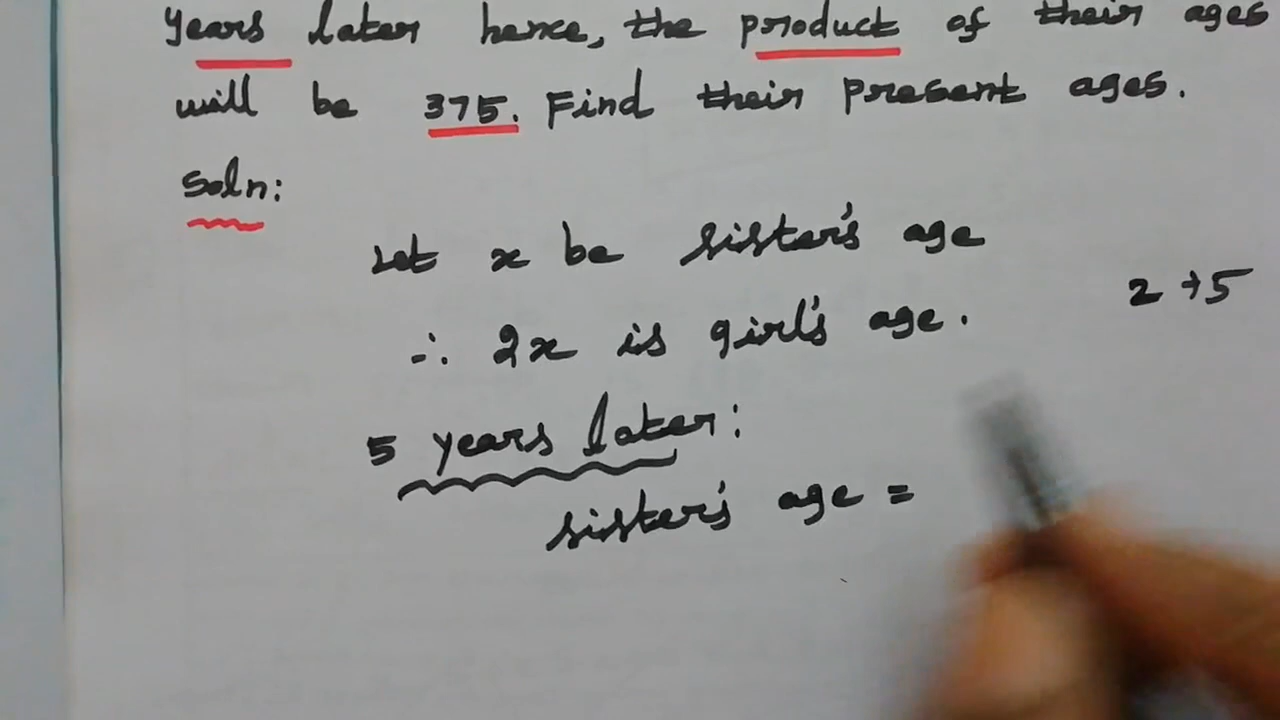 years later hence, the product of their ages
will be 375. Find their present ages.
Soln:
Let x be sister's age
∴ 2x is girl's age.
2 +5
5 years later:
sister's age =